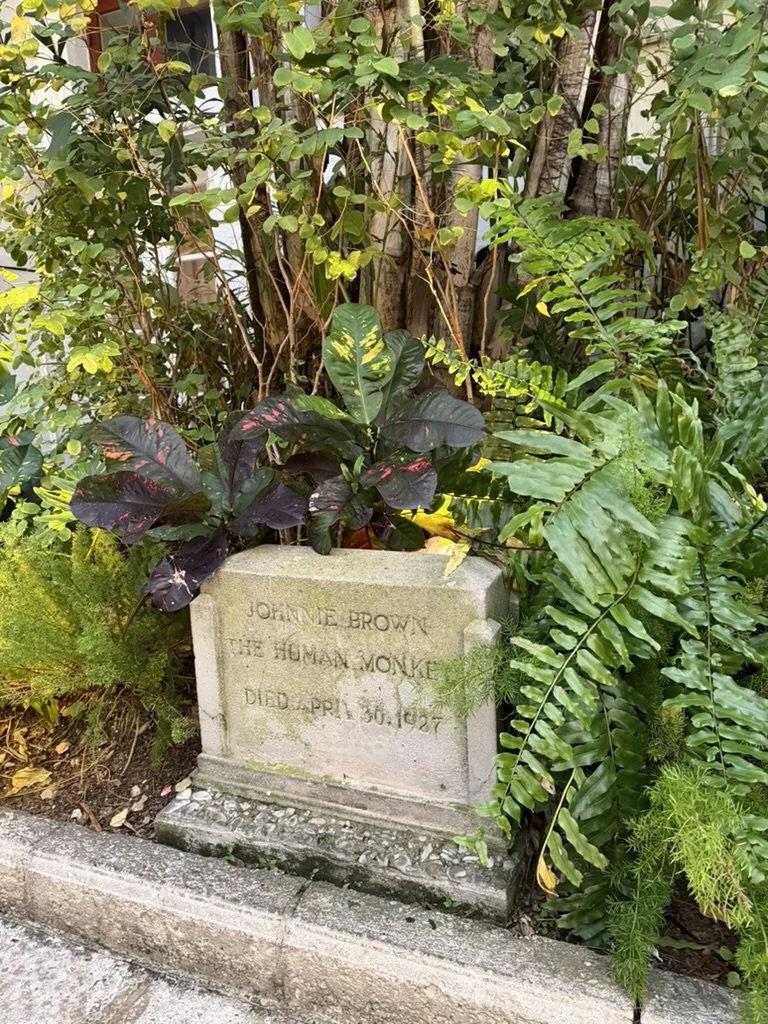 JOHNNIE BROWN
THE HUMAN MONKE
DIED APRIL 30, 1927